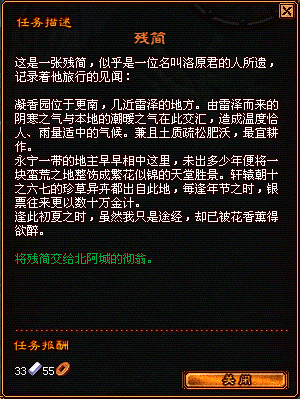 任务描述
残简
这是一张残简，似乎是一位名叫洛原君的人所遗，
记录着他旅行的见闻：
凝香园位于更南，几近雷泽的地方。由雷泽而来的
阴寒之气与本地的潮暖之气在此交汇，造成温度恰
人、雨量适中的气候。兼且土质疏松肥沃，最宜耕
作。
永宁一带的地主早早相中这里，未出多少年便将一
块蛮荒之地整饬成繁花似锦的天堂胜景。轩辕朝十
之六七的珍草异卉都出自此地，每逢年节之时，银
票往来更以数十万金计。
逢此初夏之时，虽然我只是途经，却已被花香薰得
欲醉。
将残简交给北阿城的彻翁。
任务报酬
33 55
关闭